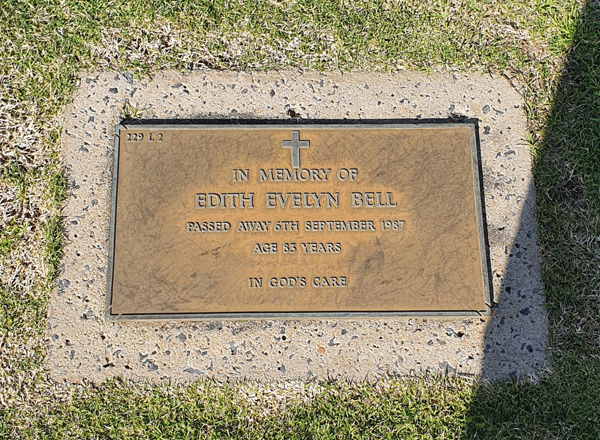 229 L 2
IN MEMORY OF
EDITH EVELYN BELL
PASSED AWAY 6TH SEPTEMBER 1987
AGE 85 YEARS
IN GOD'S CARE